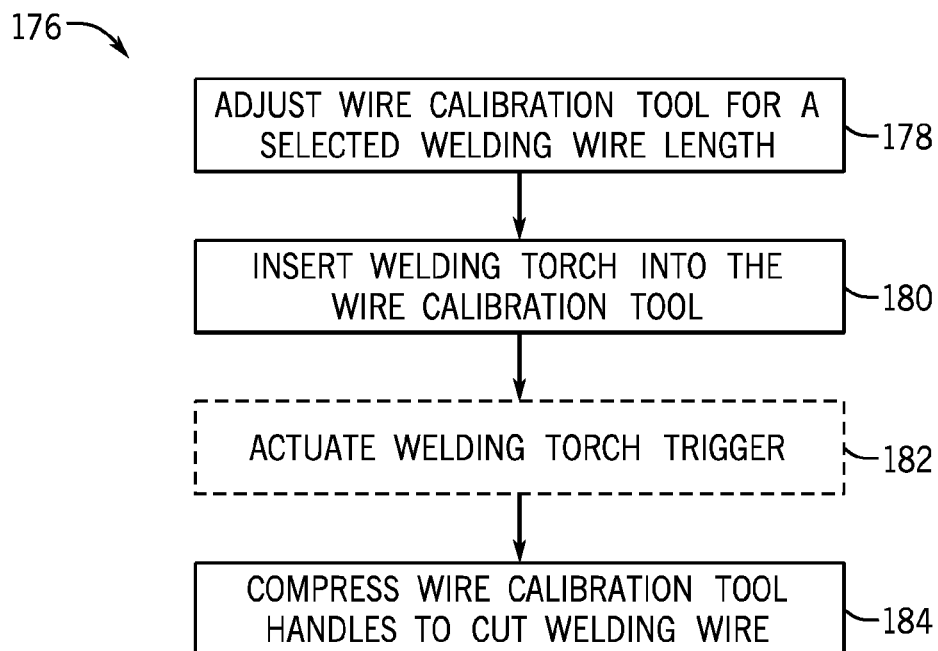 176
ADJUST WIRE CALIBRATION TOOL FOR A
SELECTED WELDING WIRE LENGTH
178
INSERT WELDING TORCH INTO THE
WIRE CALIBRATION TOOL
180
ACTUATE WELDING TORCH TRIGGER
182
COMPRESS WIRE CALIBRATION TOOL
HANDLES TO CUT WELDING WIRE
184